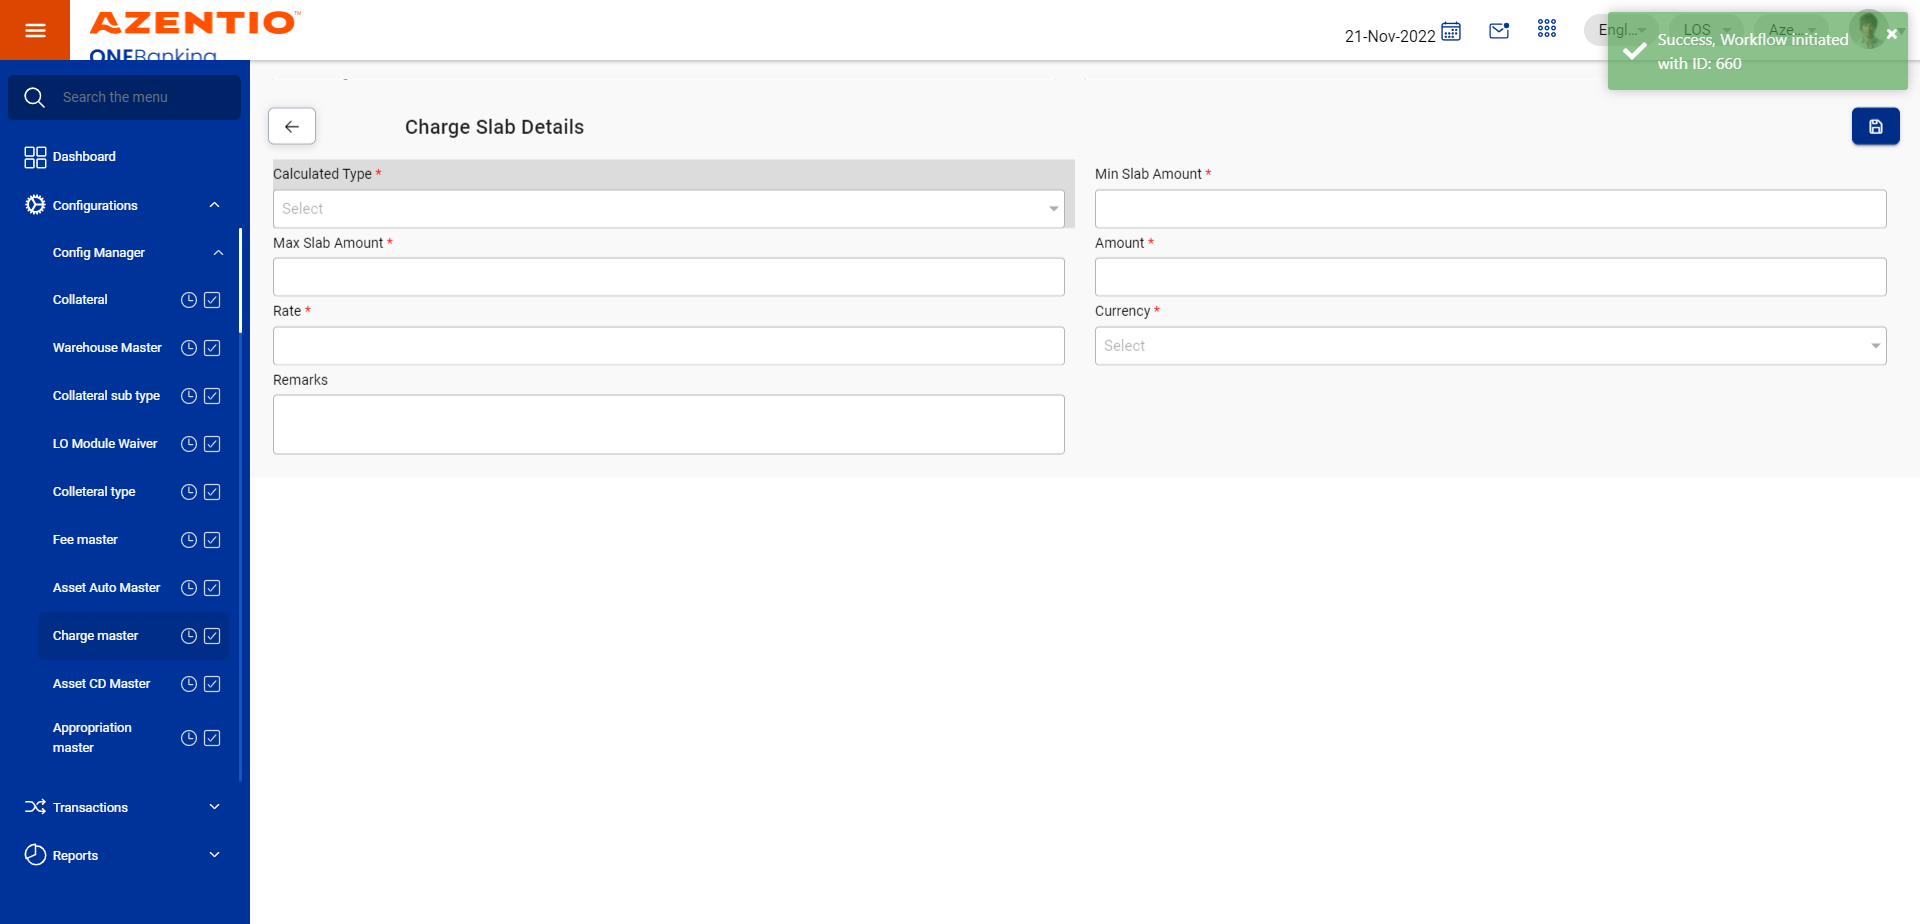 AZENTIO™
ONEBanking
21-Nov-2022
Engl...
LOS
Aze...
Success, Workflow initiated
with ID: 660
Search the menu
Dashboard
Configurations
Config Manager
Collateral
Warehouse Master
Collateral sub type
LO Module Waiver
Colleteral type
Fee master
Asset Auto Master
Charge master
Asset CD Master
Appropriation
master
Transactions
Reports
Charge Slab Details
Calculated Type *
Select
Min Slab Amount *
Max Slab Amount *
Amount *
Rate *
Currency *
Select
Remarks